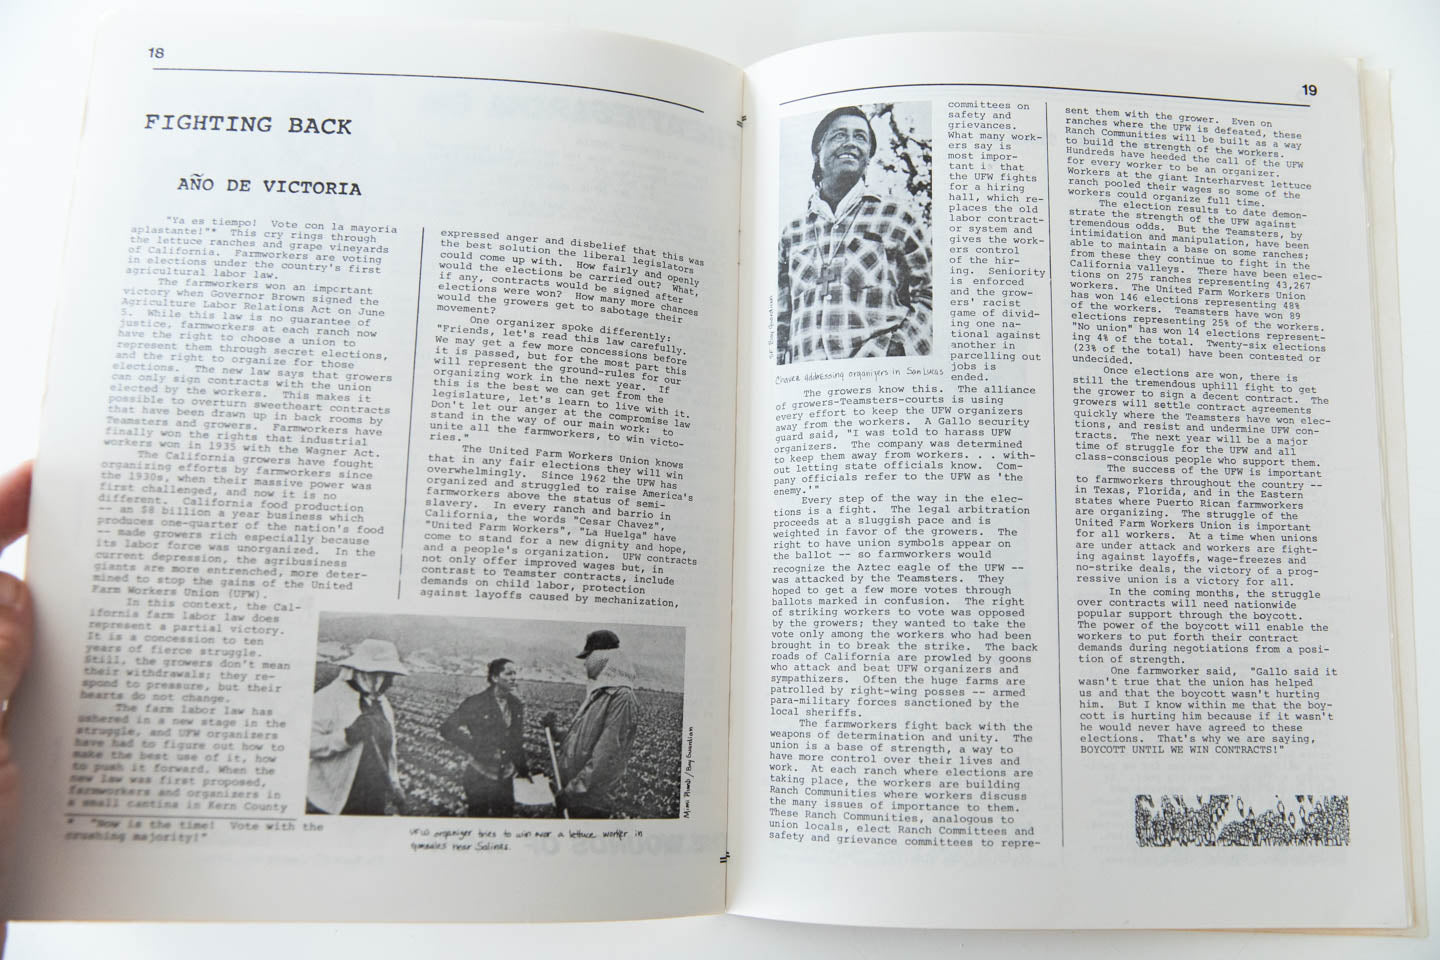 18
FIGHTING BACK
AÑO DE VICTORIA
"Ya es tiempo! Vote con la mayoria
aplastante!"* This cry rings through
the lettuce ranches and grape vineyards
of California. Farmworkers are voting
in elections under the country's first
agricultural labor law.
The farmworkers won an important
victory when Governor Brown signed the
Agriculture Labor Relations Act on June
5. While this law is no guarantee of
justice, farmworkers at each ranch now
have the right to choose a union to
represent them through secret elections,
and the right to organize for those
elections. The new law says that growers
can only sign contracts with the union
elected by the workers. This makes it
possible to overturn sweetheart contracts
that have been drawn up in back rooms by
Teamsters and growers. Farmworkers have
finally won the rights that industrial
workers won in 1935 with the Wagner Act.
The California growers have fought
organizing efforts by farmworkers since
the 1930s, when their massive power was
first challenged, and now it is no
different. California food production
-- an $8 billion a year business which
produces one-quarter of the nation's food
-- made growers rich especially because
its labor force was unorganized. In the
current depression, the agribusiness
giants are more entrenched, more deter-
mined to stop the gains of the United
Farm Workers Union (UFW).
In this context, the Cal-
ifornia farm labor law does
represent a partial victory.
It is a concession to ten
years of fierce struggle.
Still, the growers don't mean
their withdrawals; they re-
spond to pressure, but their
hearts do not change.
The farm labor law has
ushered in a new stage in the
struggle, and UFW organizers
have had to figure out how to
make the best use of it, how
to push it forward. When the
new law was first proposed,
farmworkers and organizers in
a small cantina in Kern County
* "Now is the time! Vote with the
crushing majority!"
expressed anger and disbelief that this was
the best solution the liberal legislators
could come up with. How fairly and openly
would the elections be carried out? What,
if any, contracts would be signed after
elections were won? How many more chances
would the growers get to sabotage their
movement?
One organizer spoke differently:
"Friends, let's read this law carefully.
We may get a few more concessions before
it is passed, but for the most part this
will represent the ground-rules for our
organizing work in the next year. If
this is the best we can get from the
legislature, let's learn to live with it.
Don't let our anger at the compromise law
stand in the way of our main work: to
unite all the farmworkers, to win victo-
ries."
The United Farm Workers Union knows
that in any fair elections they will win
overwhelmingly. Since 1962 the UFW has
organized and struggled to raise America's
farmworkers above the status of semi-
slavery. In every ranch and barrio in
California, the words "Cesar Chavez",
"United Farm Workers", "La Huelga" have
come to stand for a new dignity and hope,
and a people's organization. UFW contracts
not only offer improved wages but, in
contrast to Teamster contracts, include
demands on child labor, protection
against layoffs caused by mechanization,
Mimi Plumb / Bay Guardian
UFW organizer tries to win over a lettuce worker in
Gonzales near Salinas.
19
SF Bay Guardian
Chavez addressing organizers in San Lucas
committees on
safety and
grievances.
What many work-
ers say is
most impor-
tant is that
the UFW fights
for a hiring
hall, which re-
places the old
labor contract-
or system and
gives the work-
ers control
of the hir-
ing. Seniority
is enforced
and the grow-
ers' racist
game of divid-
ing one na-
tional against
another in
parcelling out
jobs is
ended.
The growers know this. The alliance
of growers-Teamsters-courts is using
every effort to keep the UFW organizers
away from the workers. A Gallo security
guard said, "I was told to harass UFW
organizers. The company was determined
to keep them away from workers. . . with-
out letting state officials know. Com-
pany officials refer to the UFW as 'the
enemy.'"
Every step of the way in the elec-
tions is a fight. The legal arbitration
proceeds at a sluggish pace and is
weighted in favor of the growers. The
right to have union symbols appear on
the ballot -- so farmworkers would
recognize the Aztec eagle of the UFW --
was attacked by the Teamsters. They
hoped to get a few more votes through
ballots marked in confusion. The right
of striking workers to vote was opposed
by the growers; they wanted to take the
vote only among the workers who had been
brought in to break the strike. The back
roads of California are prowled by goons
who attack and beat UFW organizers and
sympathizers. Often the huge farms are
patrolled by right-wing posses -- armed
para-military forces sanctioned by the
local sheriffs.
The farmworkers fight back with the
weapons of determination and unity. The
union is a base of strength, a way to
have more control over their lives and
work. At each ranch where elections are
taking place, the workers are building
Ranch Communities where workers discuss
the many issues of importance to them.
These Ranch Communities, analogous to
union locals, elect Ranch Committees and
safety and grievance committees to repre-
sent them with the grower. Even on
ranches where the UFW is defeated, these
Ranch Communities will be built as a way
to build the strength of the workers.
Hundreds have heeded the call of the UFW
for every worker to be an organizer.
Workers at the giant Interharvest lettuce
ranch pooled their wages so some of the
workers could organize full time.
The election results to date demon-
strate the strength of the UFW against
tremendous odds. But the Teamsters, by
intimidation and manipulation, have been
able to maintain a base on some ranches;
from these they continue to fight in the
California valleys. There have been elec-
tions on 275 ranches representing 43,267
workers. The United Farm Workers Union
has won 146 elections representing 48%
of the workers. Teamsters have won 89
elections representing 25% of the workers.
"No union" has won 14 elections represent-
ing 4% of the total. Twenty-six elections
(23% of the total) have been contested or
undecided.
Once elections are won, there is
still the tremendous uphill fight to get
the grower to sign a decent contract. The
growers will settle contract agreements
quickly where the Teamsters have won elec-
tions, and resist and undermine UFW con-
tracts. The next year will be a major
time of struggle for the UFW and all
class-conscious people who support them.
The success of the UFW is important
to farmworkers throughout the country --
in Texas, Florida, and in the Eastern
states where Puerto Rican farmworkers
are organizing. The struggle of the
United Farm Workers Union is important
for all workers. At a time when unions
are under attack and workers are fight-
ing against layoffs, wage-freezes and
no-strike deals, the victory of a prog-
ressive union is a victory for all.
In the coming months, the struggle
over contracts will need nationwide
popular support through the boycott.
The power of the boycott will enable the
workers to put forth their contract
demands during negotiations from a posi-
tion of strength.
One farmworker said, "Gallo said it
wasn't true that the union has helped
us and that the boycott wasn't hurting
him. But I know within me that the boy-
cott is hurting him because if it wasn't
he would never have agreed to these
elections. That's why we are saying,
BOYCOTT UNTIL WE WIN CONTRACTS!"